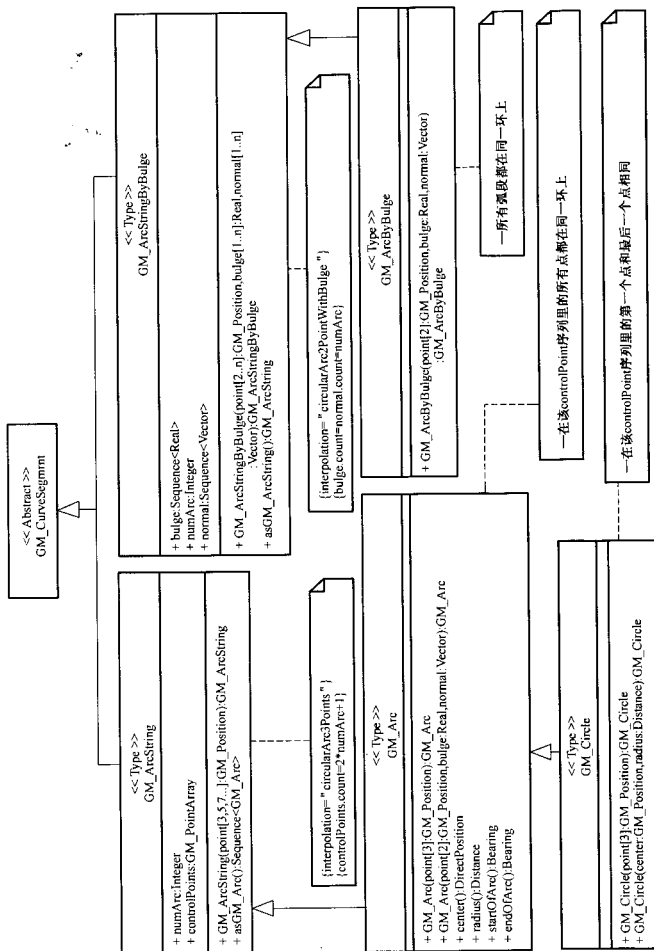 << Abstract >>
GM_CurveSegmrnt
<< Type >>
GM_ArcString
+ numArc:Integer
+ controlPoints:GM_PointArray
+ GM_ArcString(point[3,5,7...]:GM_Position):GM_ArcString
+ asGM_Arc():Sequence<GM_Arc>
{interpolation=" circularArc3Points " }
{controlPoints.count=2*numArc+1}
<< Type >>
GM_ArcStringByBulge
+ bulge:Sequence<Real>
+ numArc:Integer
+ normal:Sequence<Vector>
+ GM_ArcStringByBulge(point[2..n]:GM_Position,bulge[1..n]:Real,normal[1..n]
:Vector):GM_ArcStringByBulge
+ asGM_ArcString():GM_ArcString
{interpolation=" circularArc2PointWithBulge "}
{bulge.count=normal.count=numArc}
<< Type >>
GM_Arc
+ GM_Arc(point[3]:GM_Position):GM_Arc
+ GM_Arc(point[2]:GM_Position,bulge:Real,normal:Vector):GM_Arc
+ center():DirectPosition
+ radius():Distance
+ startOfArc():Bearing
+ endOfArc():Bearing
<< Type >>
GM_ArcByBulge
+ GM_ArcByBulge(point[2]:GM_Position,bulge:Real,normal:Vector)
:GM_ArcByBulge
—所有弧段都在同一环上
—在该controlPoint序列里的所有点都在同一环上
—在该controlPoint序列里的第一个点和最后一个点相同
<< Type >>
GM_Circle
+ GM_Circle(point[3]:GM_Position):GM_Circle
+ GM_Circle(center:GM_Position,radius:Distance):GM_Circle